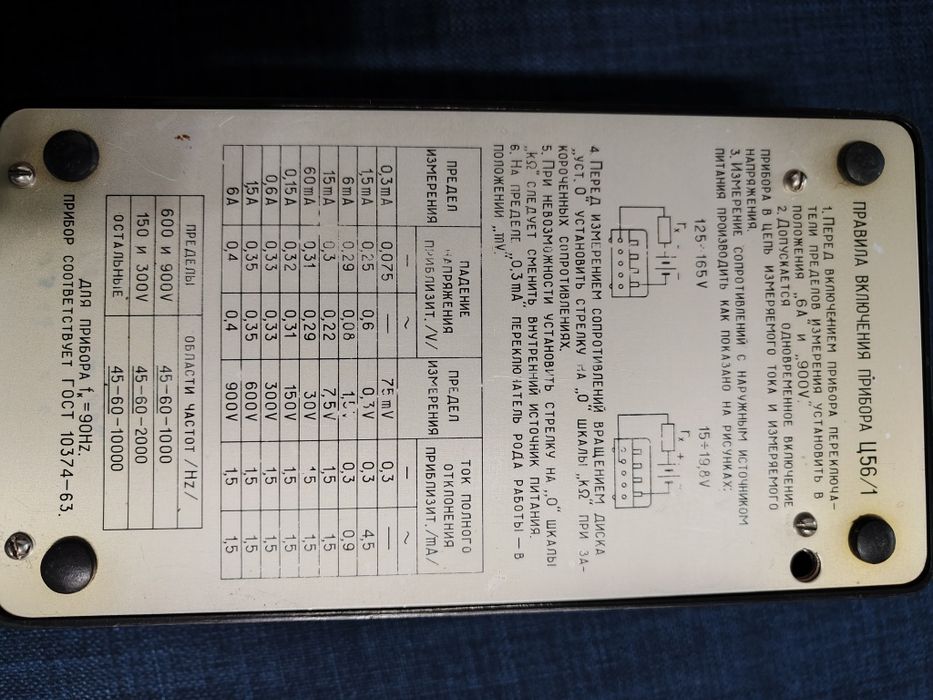 ПРАВИЛА ВКЛЮЧЕНИЯ ПРИБОРА Ц56/1
1. ПЕРЕД ВКЛЮЧЕНИЕМ ПРИБОРА ПЕРЕКЛЮЧА-
ТЕЛИ ПРЕДЕЛОВ ИЗМЕРЕНИЯ УСТАНОВИТЬ В
ПОЛОЖЕНИЯ „6А" И „900V".
2. ДОПУСКАЕТСЯ ОДНОВРЕМЕННОЕ ВКЛЮЧЕНИЕ
ПРИБОРА В ЦЕПЬ ИЗМЕРЯЕМОГО ТОКА И ИЗМЕРЯЕМОГО
НАПРЯЖЕНИЯ.
3. ИЗМЕРЕНИЕ СОПРОТИВЛЕНИЙ С НАРУЖНЫМ ИСТОЧНИКОМ
ПИТАНИЯ ПРОИЗВОДИТЬ КАК ПОКАЗАНО НА РИСУНКАХ:
125÷165V 15÷19,8V
rx - rx +
4. ПЕРЕД ИЗМЕРЕНИЕМ СОПРОТИВЛЕНИЙ ВРАЩЕНИЕМ ДИСКА
„УСТ. О" УСТАНОВИТЬ СТРЕЛКУ НА „О" ШКАЛЫ „кΩ" ПРИ ЗА-
КОРОЧЕННЫХ СОПРОТИВЛЕНИЯХ.
5. ПРИ НЕВОЗМОЖНОСТИ УСТАНОВИТЬ СТРЕЛКУ НА „О" ШКАЛЫ
„кΩ" СЛЕДУЕТ СМЕНИТЬ ВНУТРЕННИЙ ИСТОЧНИК ПИТАНИЯ.
6. НА ПРЕДЕЛЕ „0,3mA" ПЕРЕКЛЮЧАТЕЛЬ РОДА РАБОТЫ — В
ПОЛОЖЕНИИ „mV".
ПРЕДЕЛ ИЗМЕРЕНИЯ ПАДЕНИЕ НАПРЯЖЕНИЯ ПРИБЛИЗИТ./V/ ПРЕДЕЛ ИЗМЕРЕНИЯ ТОК ПОЛНОГО ОТКЛОНЕНИЯ ПРИБЛИЗИТ./mA/
— ~ — ~
0,3mA 0,075 — 75mV 0,3 —
1,5mA 0,25 0,6 0,3V 0,3 4,5
6mA 0,29 0,08 1,5V 0,3 0,9
15mA 0,3 0,22 7,5V 1,5 1,5
60mA 0,31 0,29 30V 1,5 1,5
0,15A 0,32 0,31 150V 1,5 1,5
0,6A 0,33 0,33 300V 1,5 1,5
1,5A 0,35 0,35 600V 1,5 1,5
6A 0,4 0,4 900V 1,5 1,5
ПРЕДЕЛЫ ОБЛАСТИ ЧАСТОТ/Hz/
600 И 900V 45–60–1000
150 И 300V 45–60–2000
ОСТАЛЬНЫЕ 45–60–10000
ДЛЯ ПРИБОРА fк=90Hz.
ПРИБОР СООТВЕТСТВУЕТ ГОСТ 10374-63.